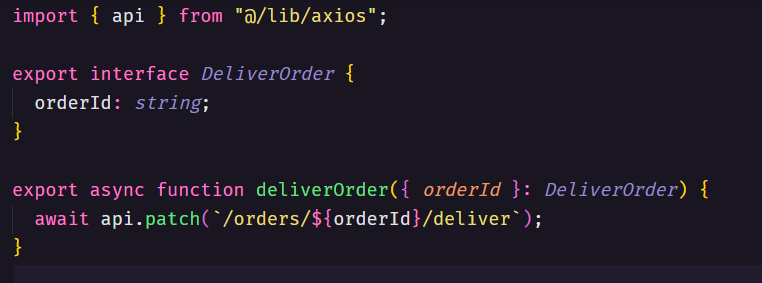 import { api } from "@/lib/axios";
export interface DeliverOrder {
orderId: string;
}
export async function deliverOrder({ orderId }: DeliverOrder) {
await api.patch(`/orders/${orderId}/deliver`);
}